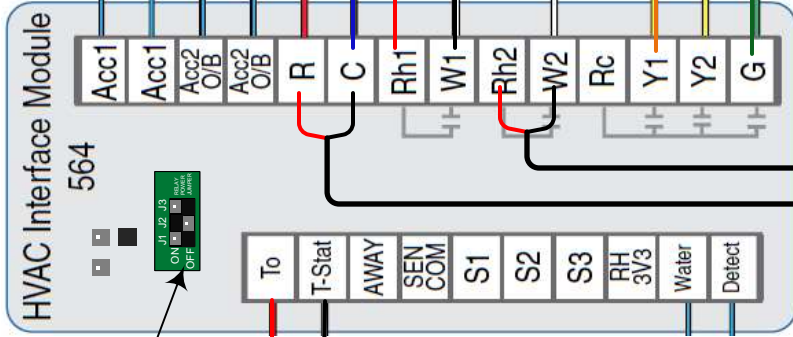 HVAC Interface Module
564
Acc1
Acc1
Acc2
O/B
Acc2
O/B
R
C
Rh1
W1
Rh2
W2
Rc
Y1
Y2
G
J1 J2 J3
ON
OFF
RELAY
POWER
JUMPER
To
T-Stat
AWAY
SEN
COM
S1
S2
S3
RH
3V3
Water
Detect